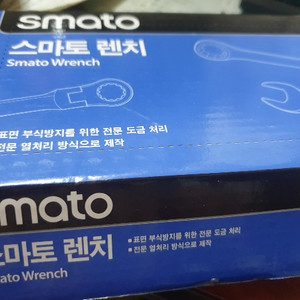 smato
스마토 렌치
Smato Wrench
표면 부식방지를 위한 전문 도금 처리
전문 열처리 방식으로 제작
smato
스마토 렌치
Smato Wrench
▪ 표면 부식방지를 위한 전문 도금 처리
▪ 전문 열처리 방식으로 제작